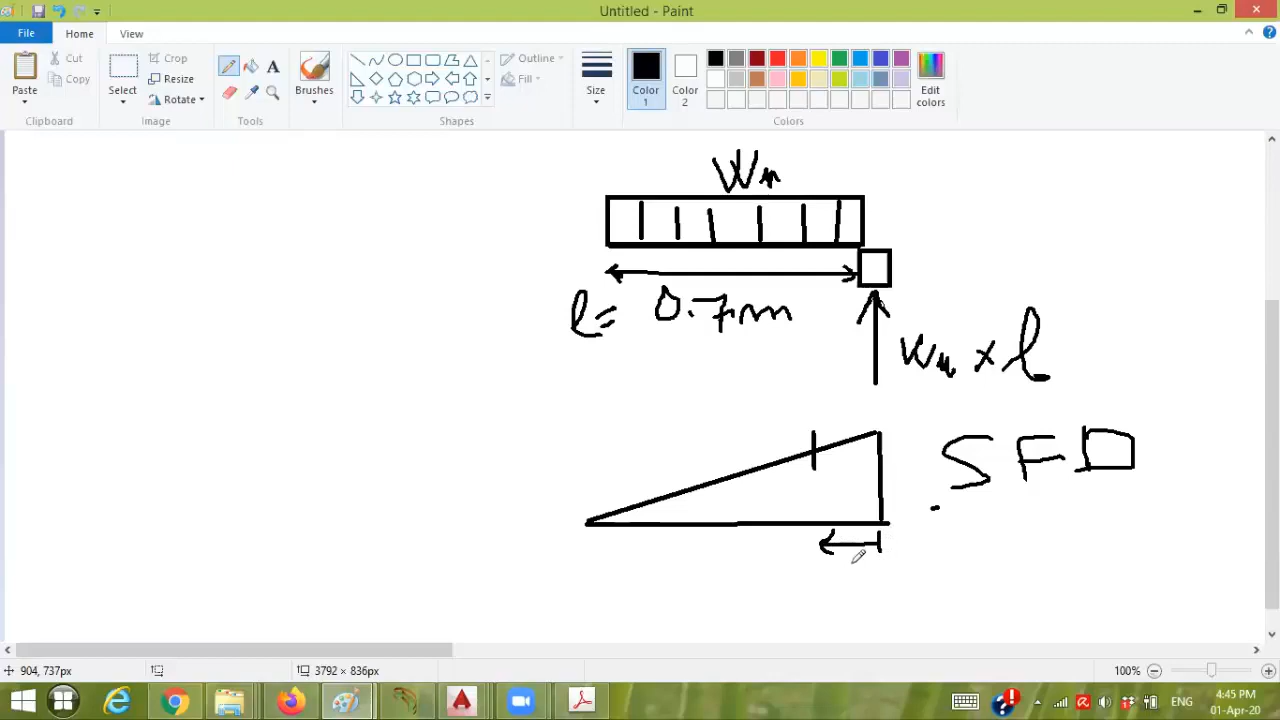 Untitled - Paint
File Home View
Cut
Copy
Paste
Clipboard
Select
Crop
Resize
Rotate
Image
A
Tools
Brushes
Outline
Fill
Shapes
Size
Color 1
Color 2
Edit colors
Colors
Wu
l = 0.7m
Wu × l
SFD
904, 737px
3792 × 836px
100%
ENG
4:45 PM
01-Apr-20